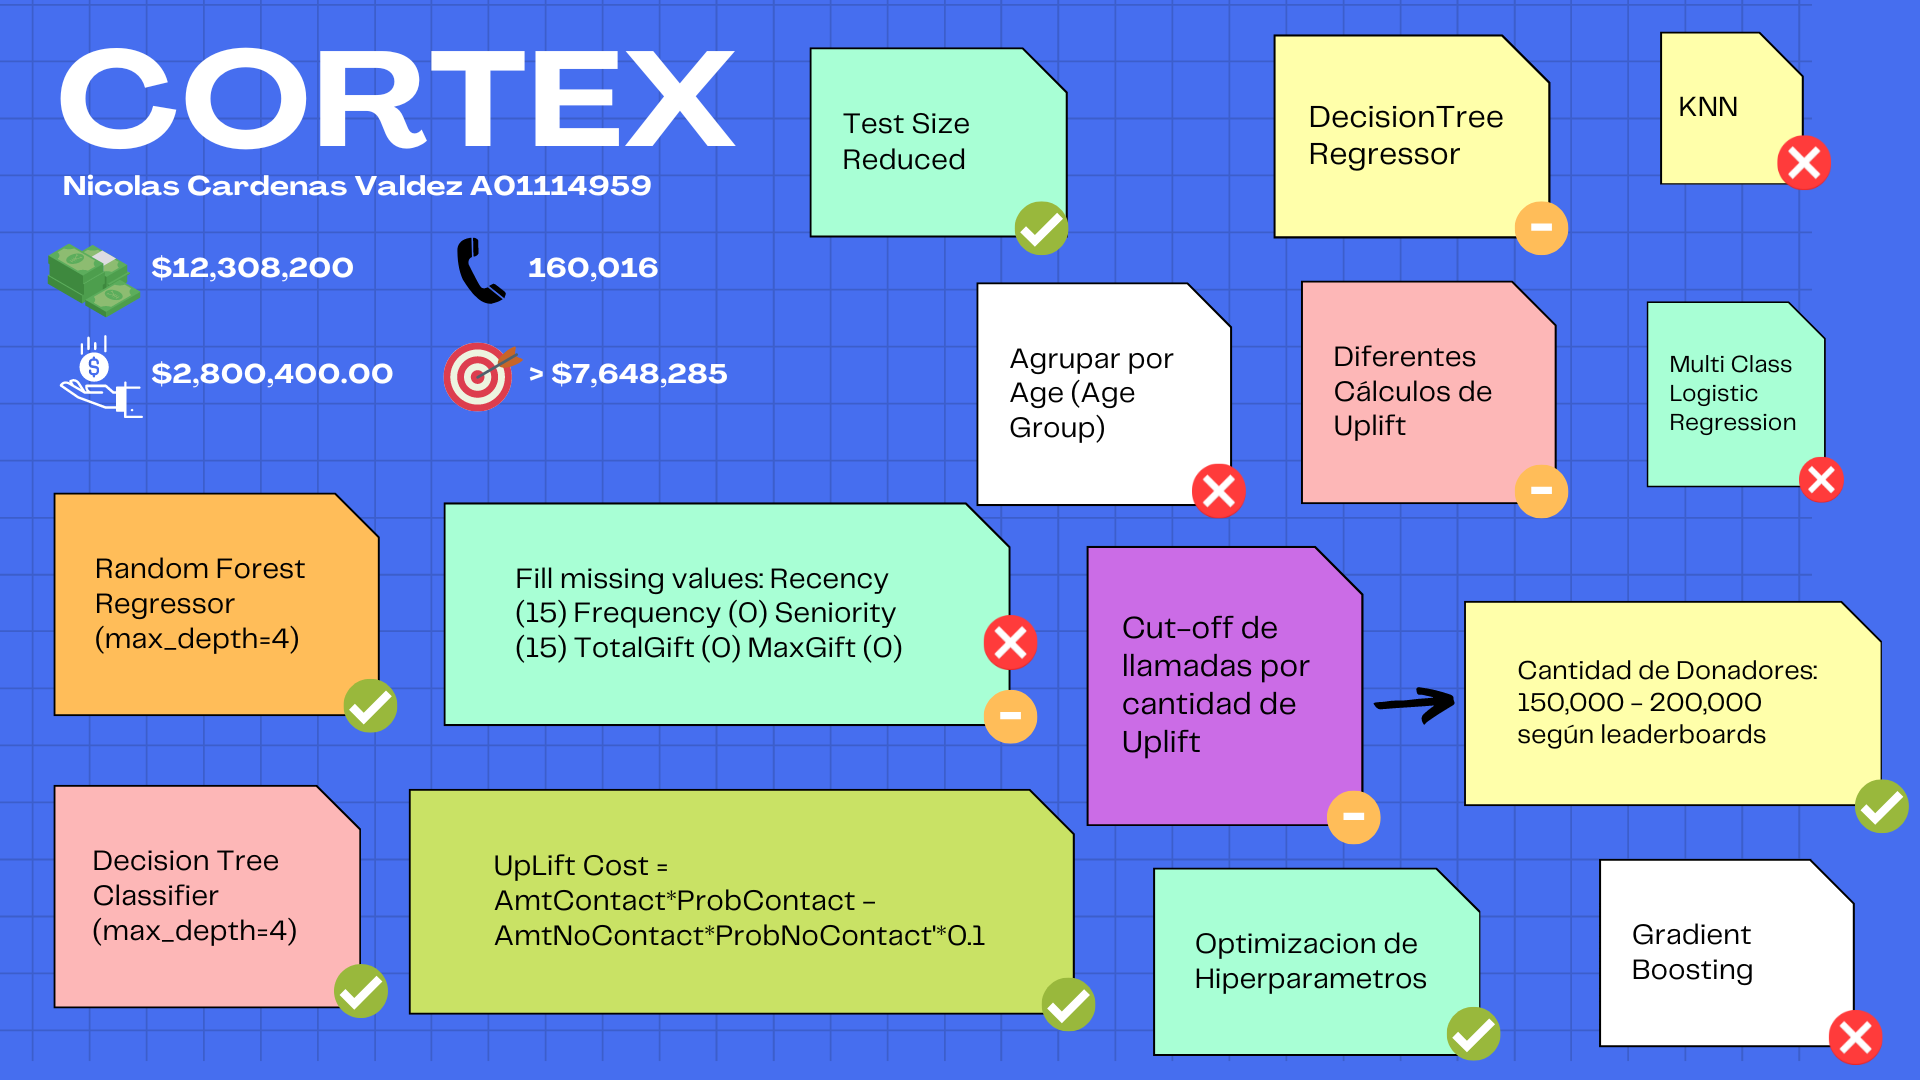 CORTEX
Nicolas Cardenas Valdez A01114959
$12,308,200
160,016
$2,800,400.00
> $7,648,285
Test Size
Reduced
DecisionTree
Regressor
KNN
Agrupar por
Age (Age
Group)
Diferentes
Cálculos de
Uplift
Multi Class
Logistic
Regression
Random Forest
Regressor
(max_depth=4)
Fill missing values: Recency
(15) Frequency (0) Seniority
(15) TotalGift (0) MaxGift (0)
Cut-off de
llamadas por
cantidad de
Uplift
Cantidad de Donadores:
150,000 - 200,000
según leaderboards
Decision Tree
Classifier
(max_depth=4)
UpLift Cost =
AmtContact*ProbContact -
AmtNoContact*ProbNoContact'*0.1
Optimizacion de
Hiperparametros
Gradient
Boosting